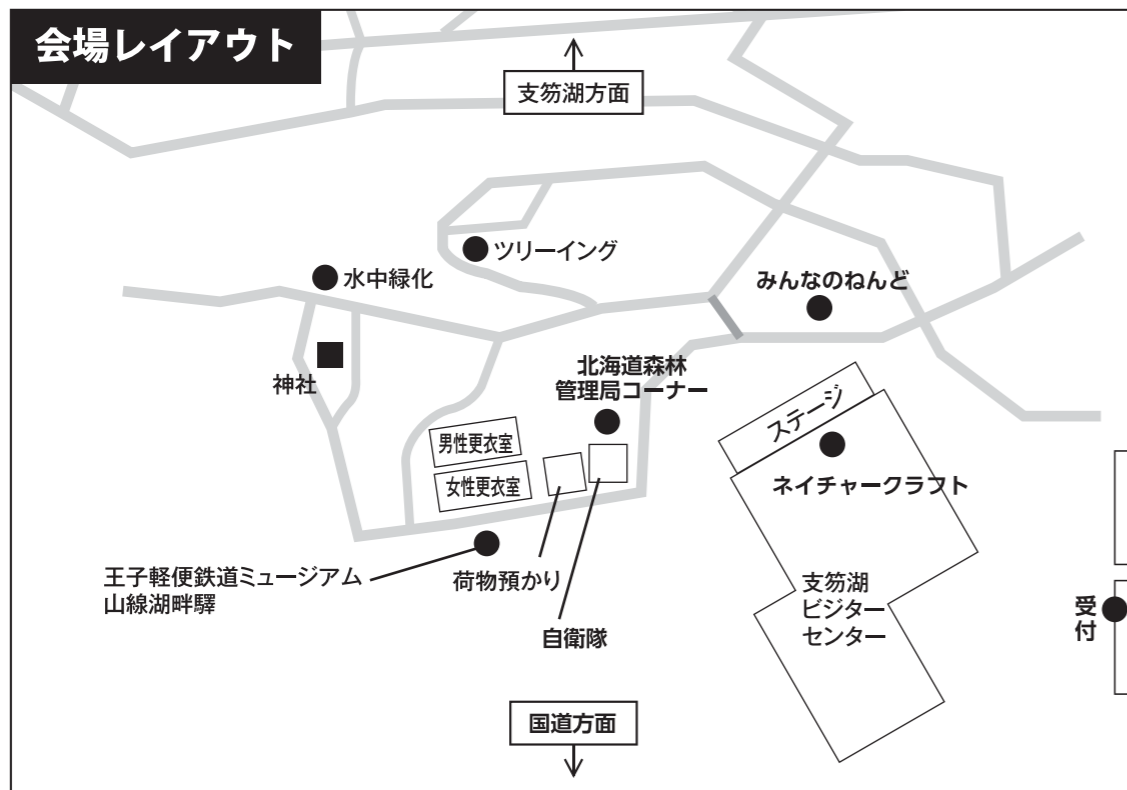 会場レイアウト
支笏湖方面
ツリーイング
水中緑化
みんなのねんど
神社
北海道森林
管理局コーナー
ステージ
男性更衣室
女性更衣室
ネイチャークラフト
王子軽便鉄道ミュージアム
山線湖畔驛
荷物預かり
自衛隊
支笏湖
ビジター
センター
受付
国道方面